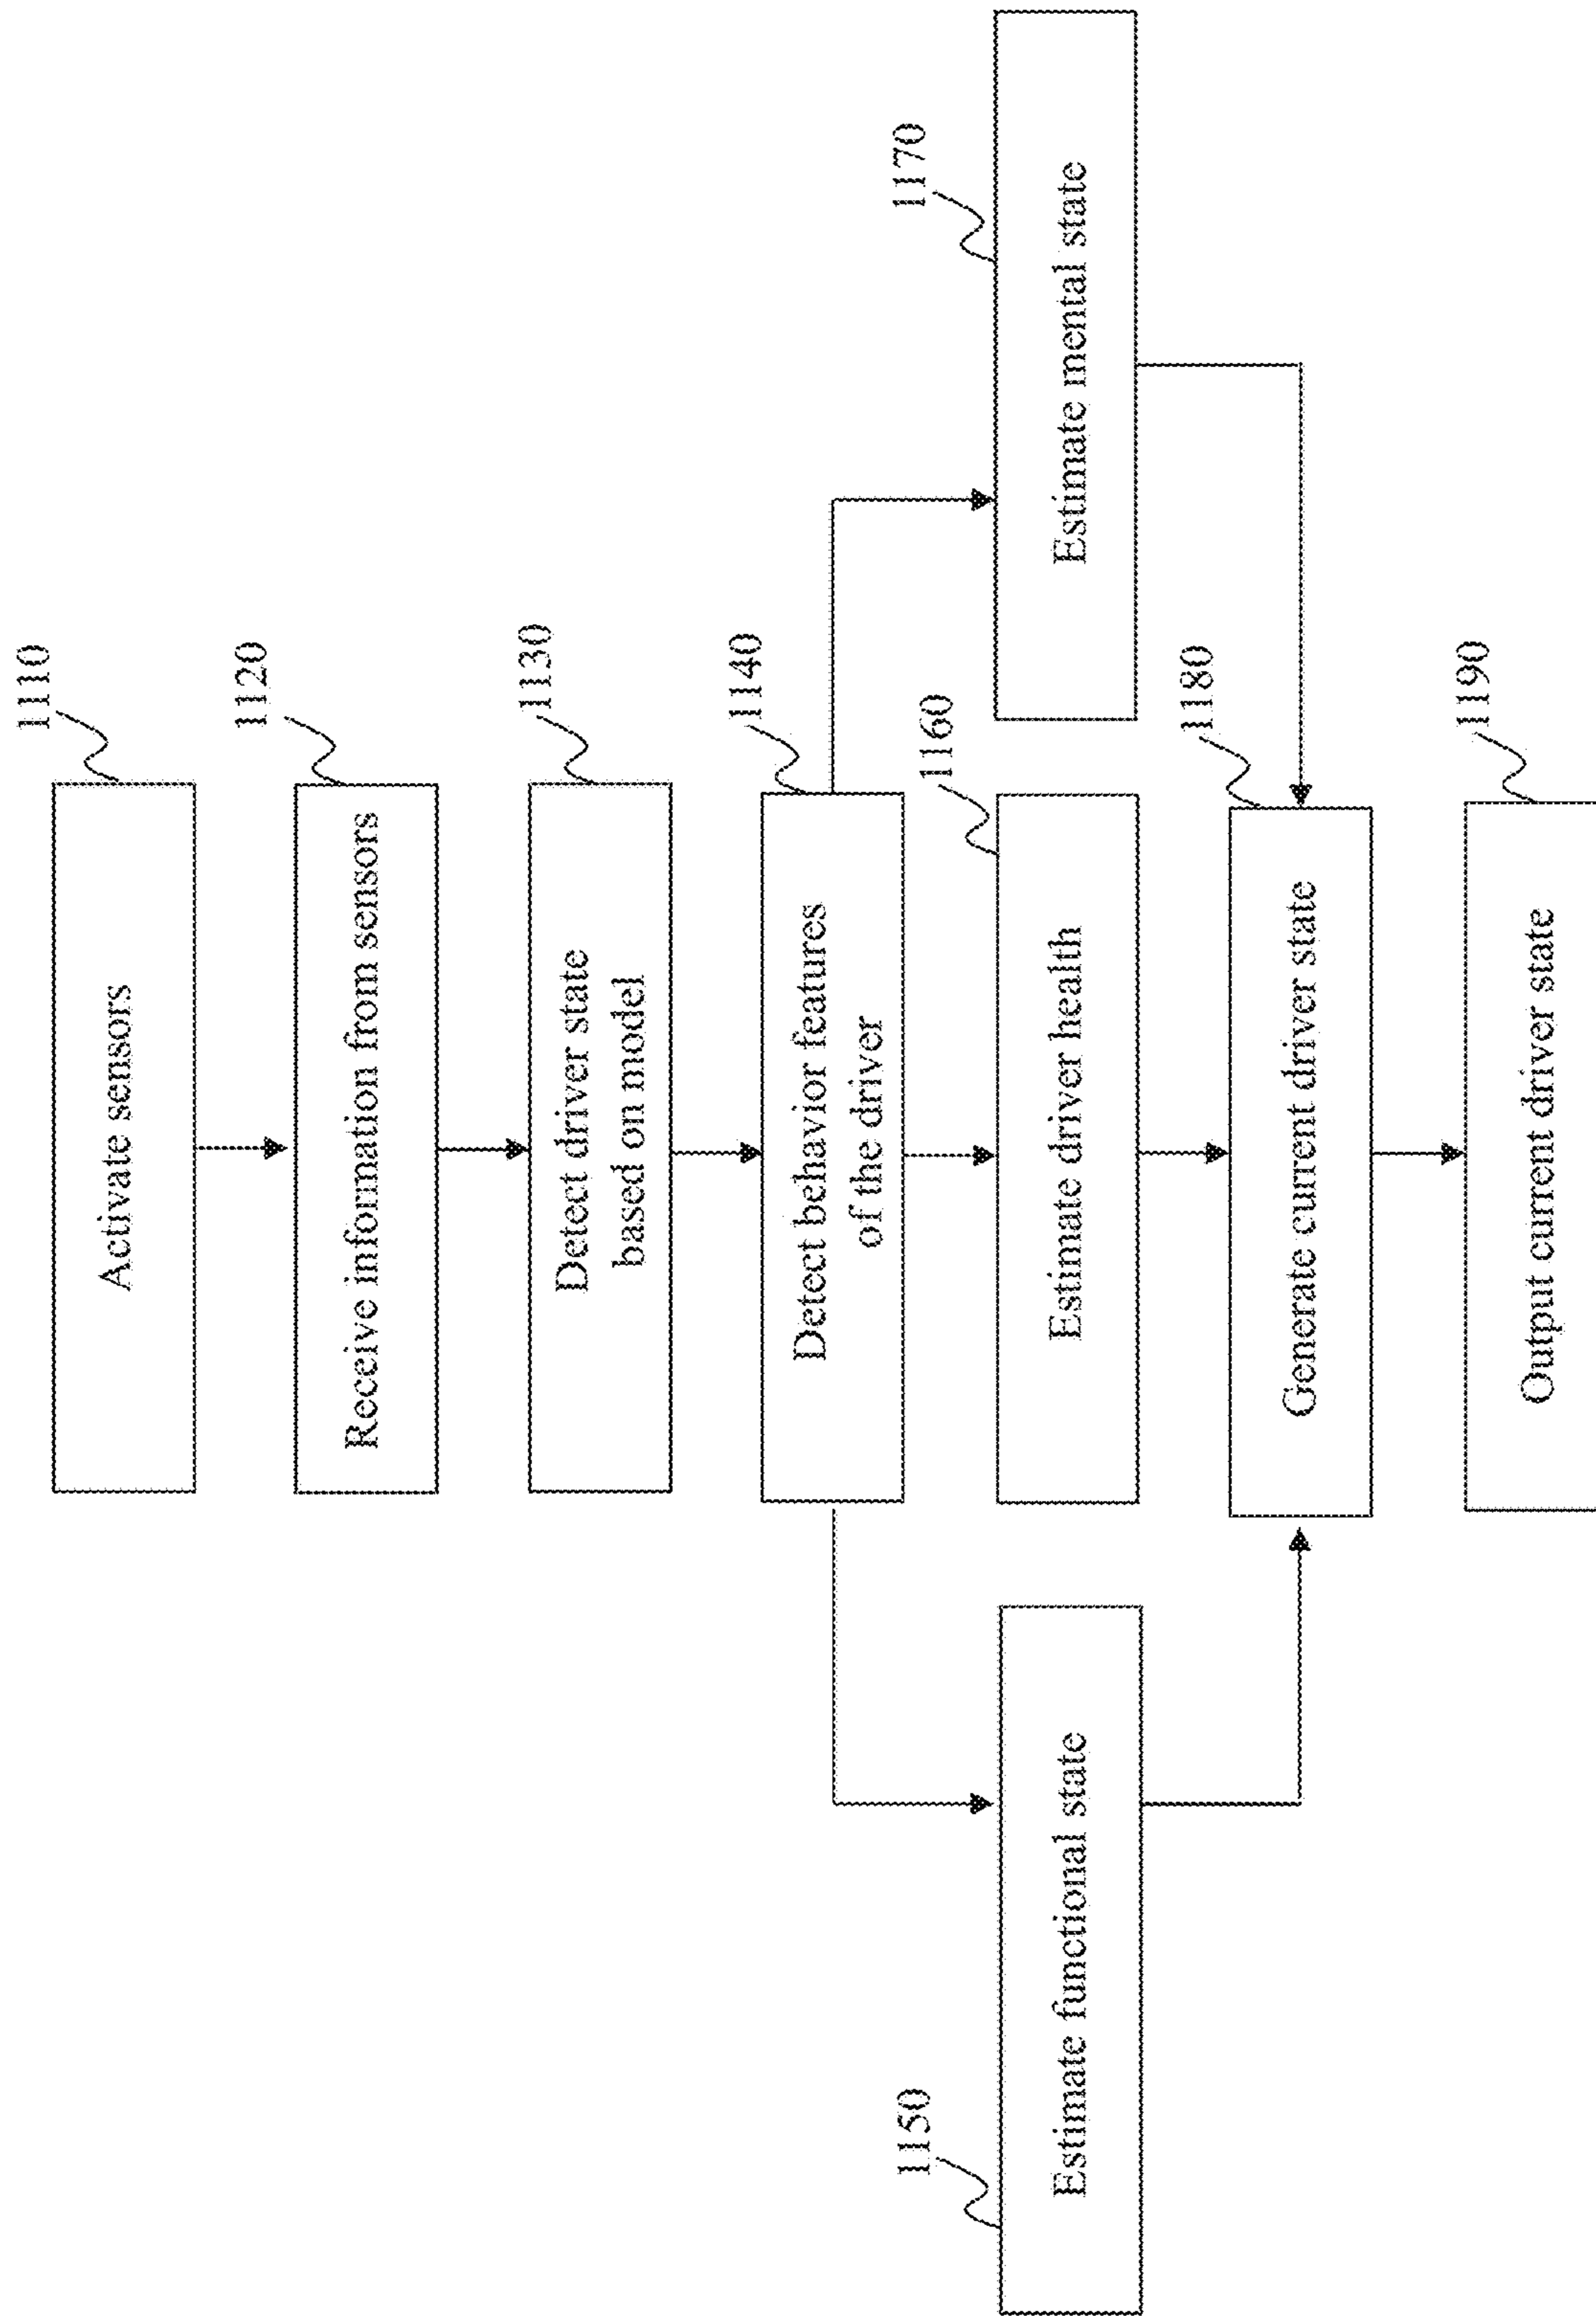 1110
Activate sensors
1120
Receive information from sensors
1130
Detect driver state
based on model
1140
Detect behavior features
of the driver
1150
Estimate functional state
1160
Estimate driver health
1170
Estimate mental state
1180
Generate current driver state
1190
Output current driver state